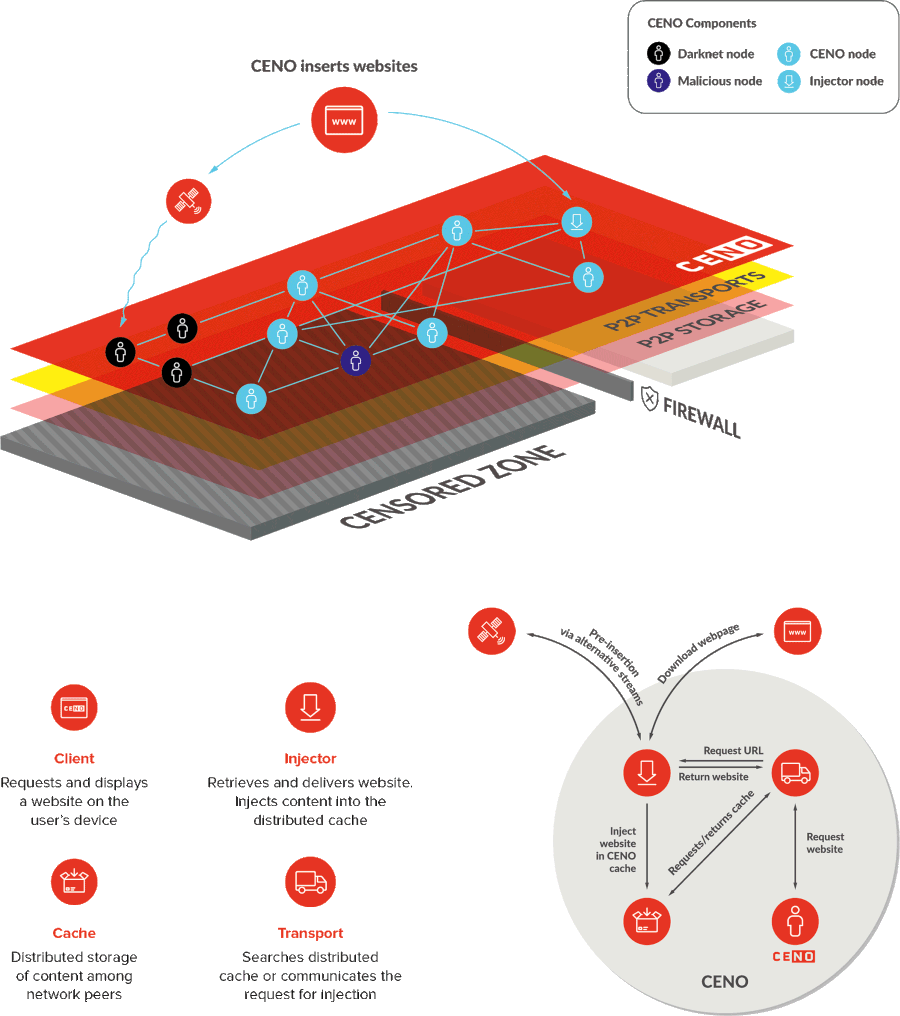 CENO Components
Darknet node
CENO node
Malicious node
Injector node
CENO inserts websites
www
CENO
P2P TRANSPORTS
P2P STORAGE
FIREWALL
CENSORED ZONE
www
Pre-insertion
via alternative streams
Download webpage
Request URL
Return website
Inject
website
in CENO
cache
Requests/returns cache
Request
website
CENO
CENO
CENO
Client
Requests and displays
a website on the
user's device
Injector
Retrieves and delivers website.
Injects content into the
distributed cache
Cache
Distributed storage
of content among
network peers
Transport
Searches distributed
cache or communicates the
request for injection